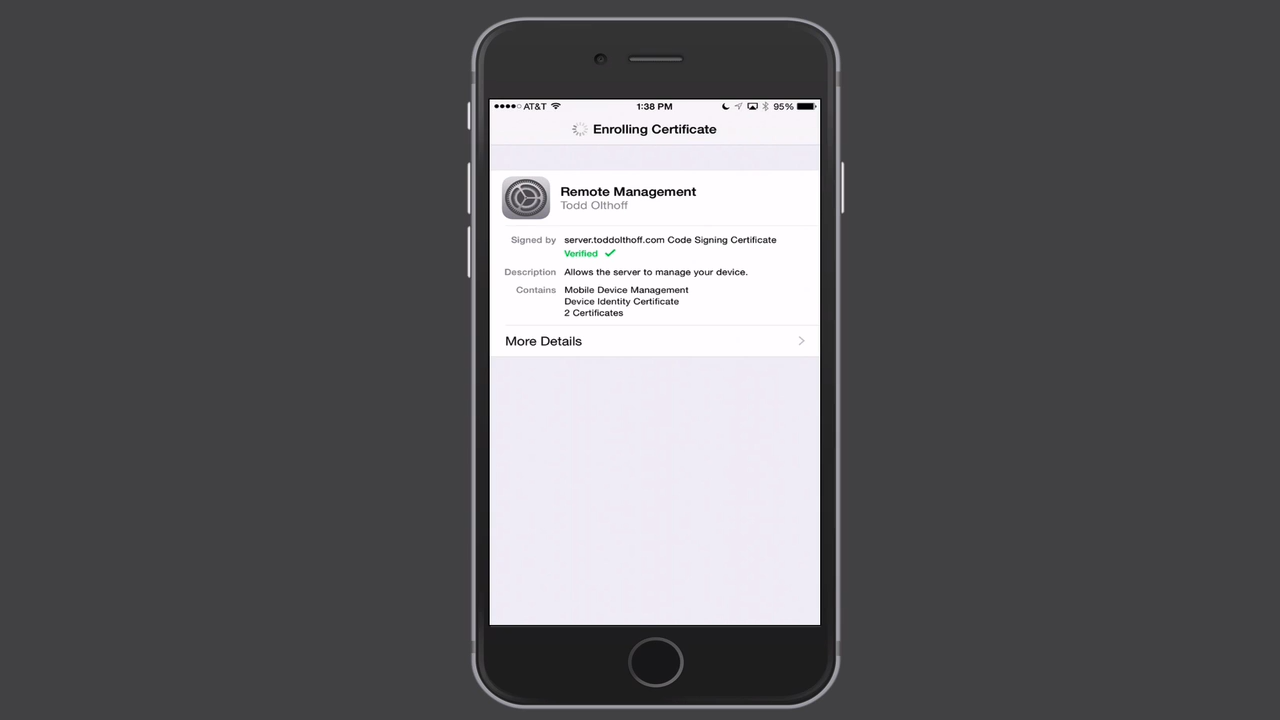 AT&T 1:38 PM 95%
Enrolling Certificate
Remote Management
Todd Olthoff
Signed by server.toddolthoff.com Code Signing Certificate
Verified
Description Allows the server to manage your device.
Contains Mobile Device Management
Device Identity Certificate
2 Certificates
More Details